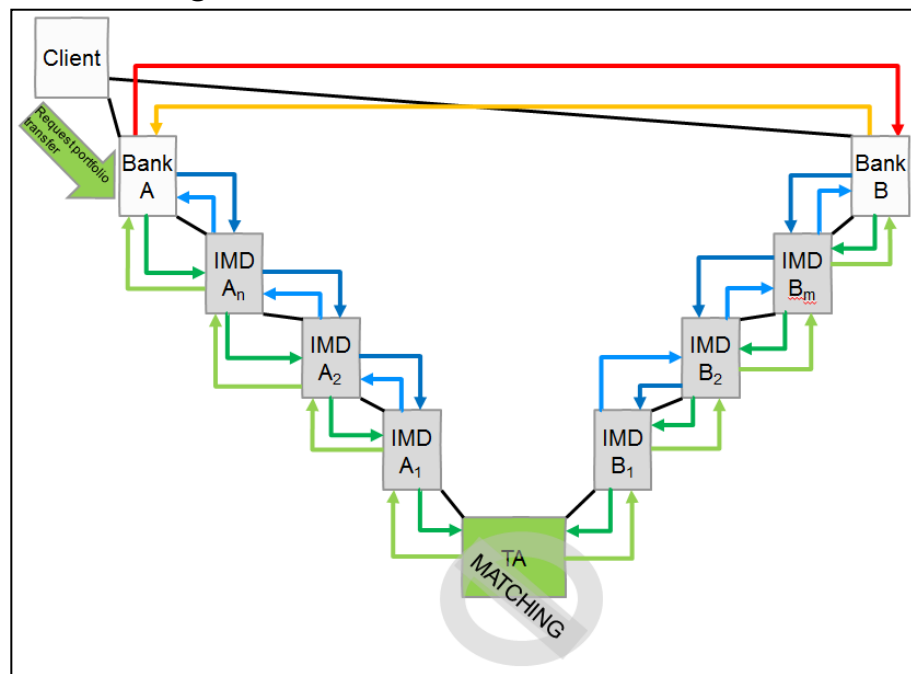 Client
Request portfolio
transfer
Bank
A
Bank
B
IMD
Aₙ
IMD
Bₘ
IMD
A₂
IMD
B₂
IMD
A₁
IMD
B₁
TA
MATCHING